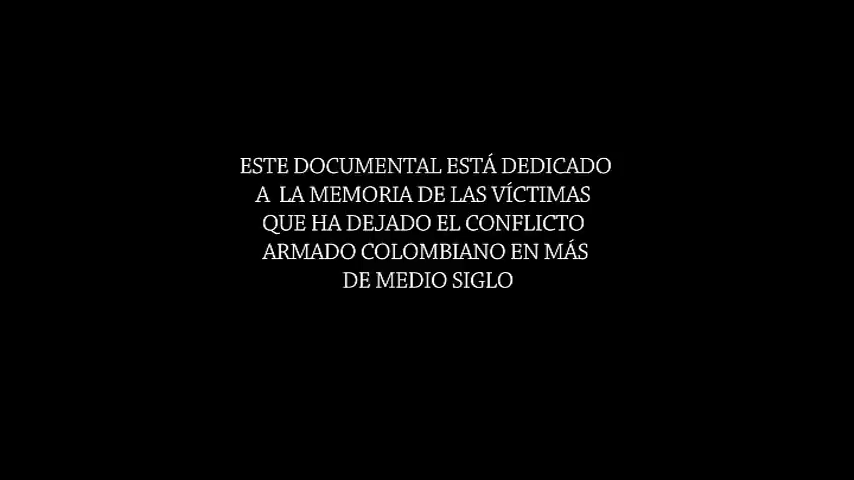 ESTE DOCUMENTAL ESTÁ DEDICADO
A LA MEMORIA DE LAS VÍCTIMAS
QUE HA DEJADO EL CONFLICTO
ARMADO COLOMBIANO EN MÁS
DE MEDIO SIGLO